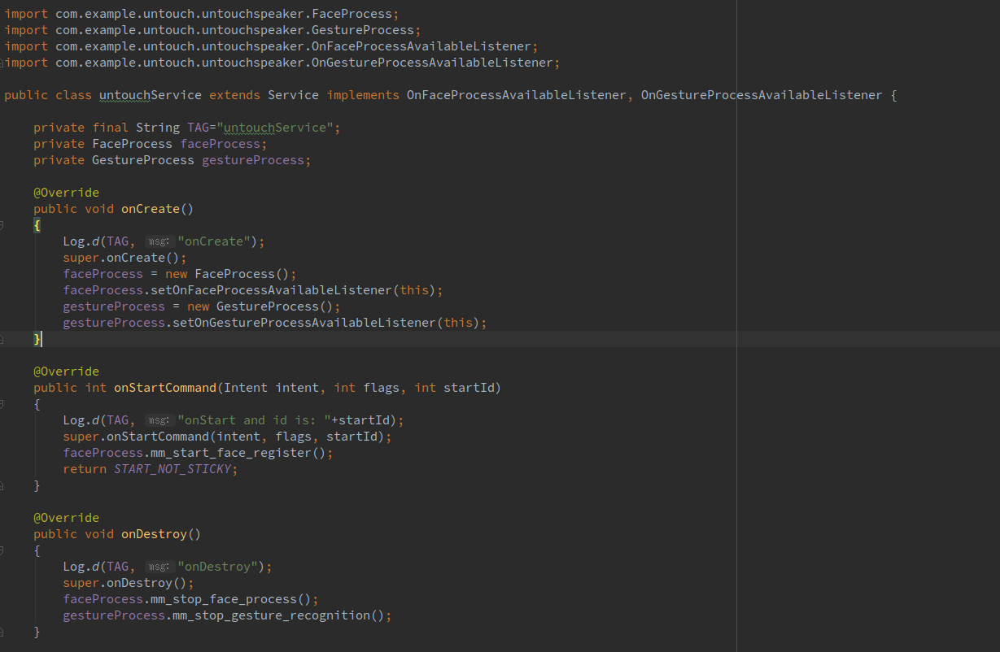 import com.example.untouch.untouchspeaker.FaceProcess;
import com.example.untouch.untouchspeaker.GestureProcess;
import com.example.untouch.untouchspeaker.OnFaceProcessAvailableListener;
import com.example.untouch.untouchspeaker.OnGestureProcessAvailableListener;
public class untouchService extends Service implements OnFaceProcessAvailableListener, OnGestureProcessAvailableListener {
private final String TAG="untouchService";
private FaceProcess faceProcess;
private GestureProcess gestureProcess;
@Override
public void onCreate()
{
Log.d(TAG, msg: "onCreate");
super.onCreate();
faceProcess = new FaceProcess();
faceProcess.setOnFaceProcessAvailableListener(this);
gestureProcess = new GestureProcess();
gestureProcess.setOnGestureProcessAvailableListener(this);
}
@Override
public int onStartCommand(Intent intent, int flags, int startId)
{
Log.d(TAG, msg: "onStart and id is: "+startId);
super.onStartCommand(intent, flags, startId);
faceProcess.mm_start_face_register();
return START_NOT_STICKY;
}
@Override
public void onDestroy()
{
Log.d(TAG, msg: "onDestroy");
super.onDestroy();
faceProcess.mm_stop_face_process();
gestureProcess.mm_stop_gesture_recognition();
}